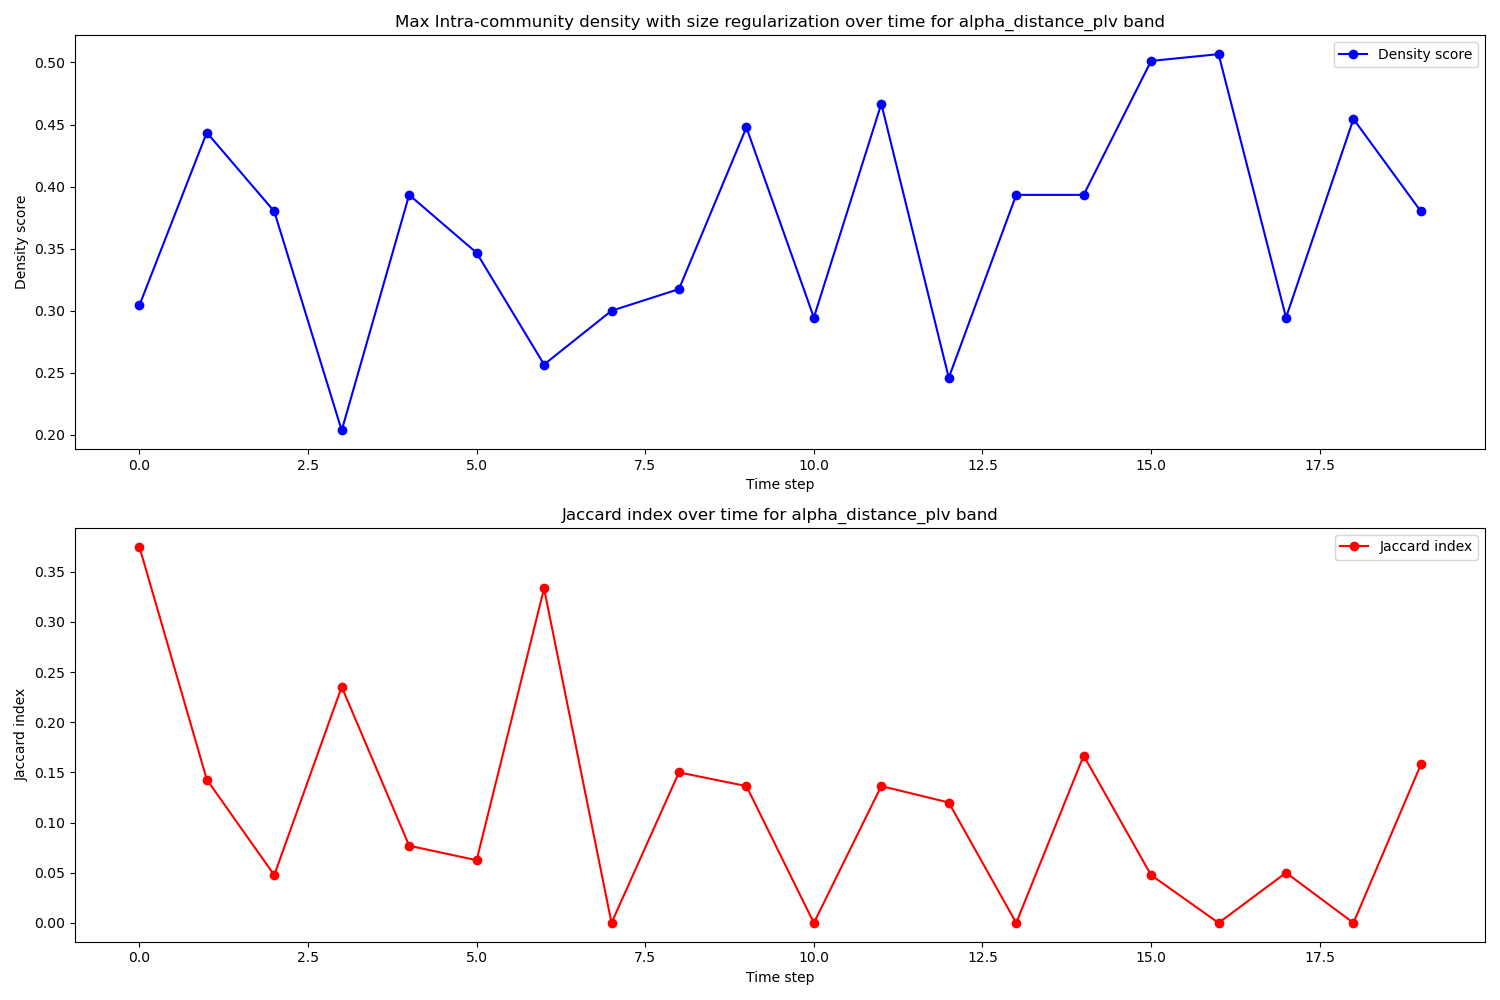 Max Intra-community density with size regularization over time for alpha_distance_plv band
Density score
0.50
0.45
0.40
0.35
0.30
0.25
0.20
Density score
0.0 2.5 5.0 7.5 10.0 12.5 15.0 17.5
Time step
Jaccard index over time for alpha_distance_plv band
Jaccard index
0.35
0.30
0.25
0.20
0.15
0.10
0.05
0.00
Jaccard index
0.0 2.5 5.0 7.5 10.0 12.5 15.0 17.5
Time step